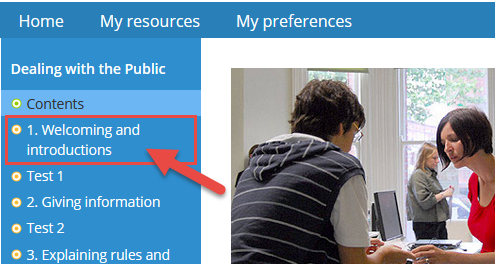 Home My resources My preferences
Dealing with the Public
Contents
1. Welcoming and
introductions
Test 1
2. Giving information
Test 2
3. Explaining rules and